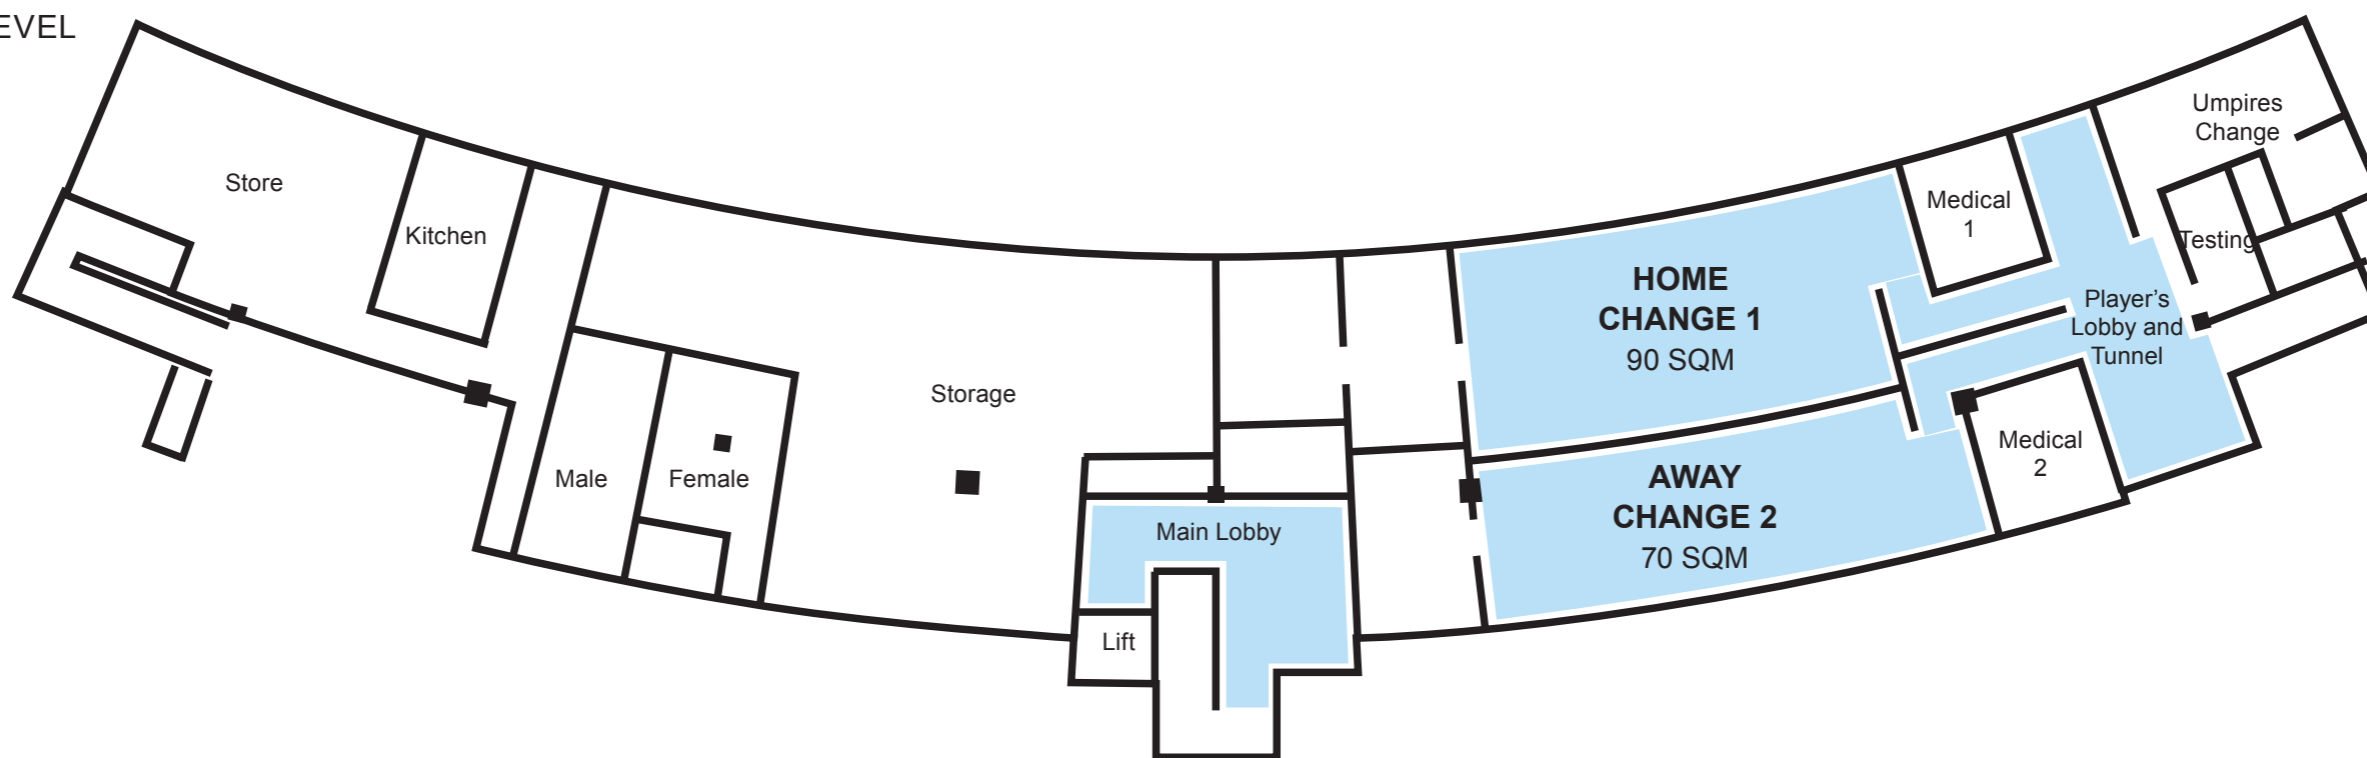 EVEL
Store
Kitchen
Male
Female
Storage
Main Lobby
Lift
HOME
CHANGE 1
90 SQM
AWAY
CHANGE 2
70 SQM
Medical
1
Medical
2
Player’s
Lobby and
Tunnel
Umpires
Change
Testing